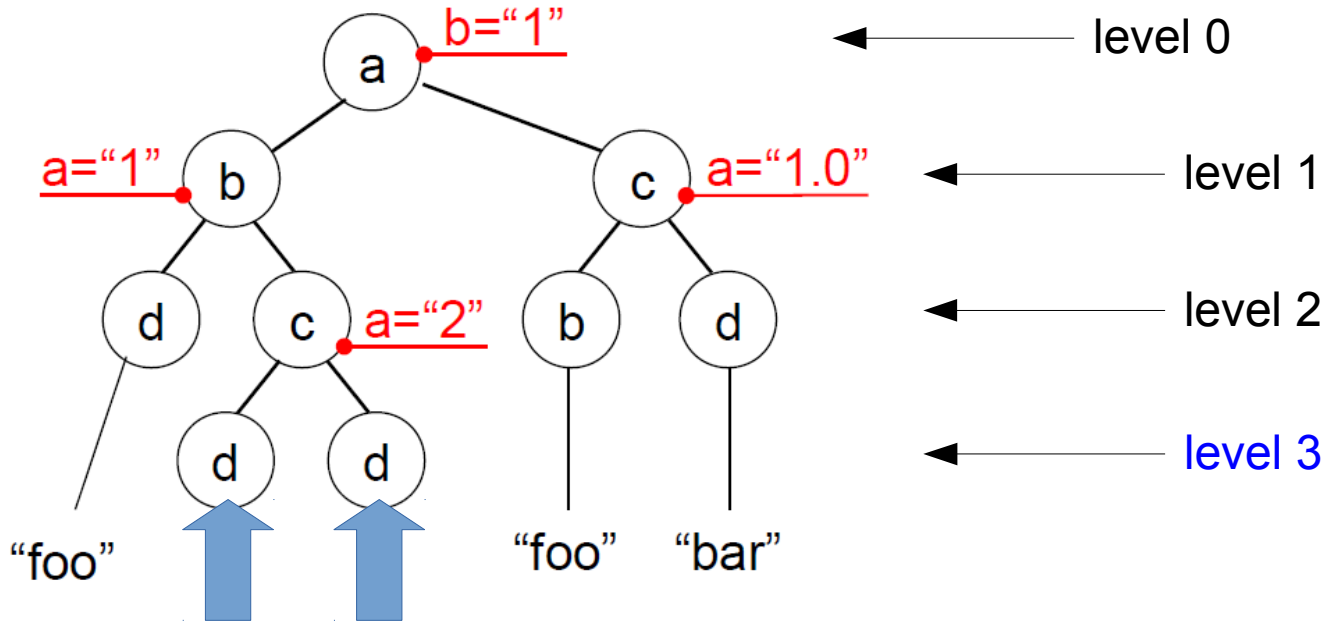 b=“1”
level 0
a
a=“1”
b
c
a=“1.0”
level 1
d
c
a=“2”
b
d
level 2
d
d
level 3
“foo”
“foo”
“bar”